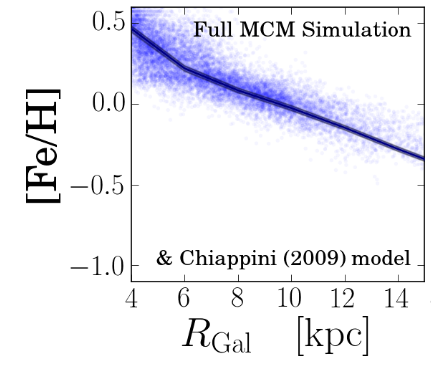 Full MCM Simulation
& Chiappini (2009) model
[Fe/H]
0.5
0.0
−0.5
−1.0
4 6 8 10 12 14
R_Gal [kpc]